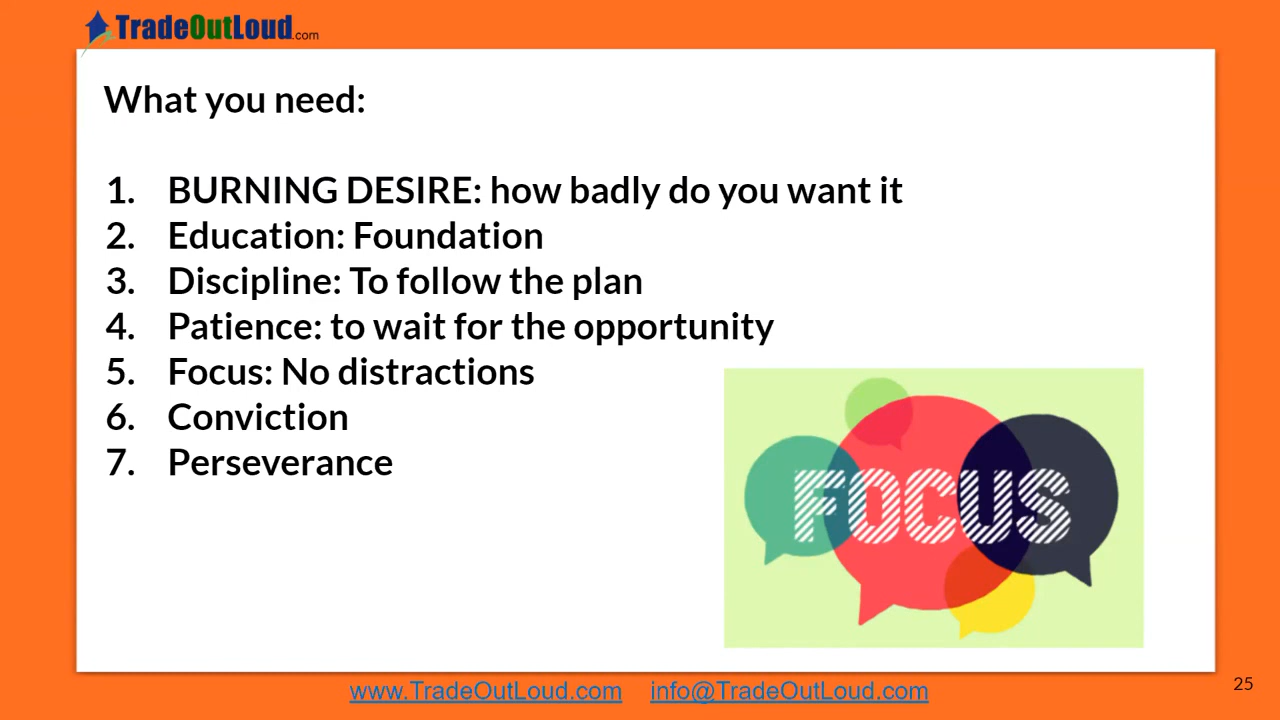 TradeOutLoud.com
What you need:
1. BURNING DESIRE: how badly do you want it
2. Education: Foundation
3. Discipline: To follow the plan
4. Patience: to wait for the opportunity
5. Focus: No distractions
6. Conviction
7. Perseverance
FOCUS
www.TradeOutLoud.com info@TradeOutLoud.com
25